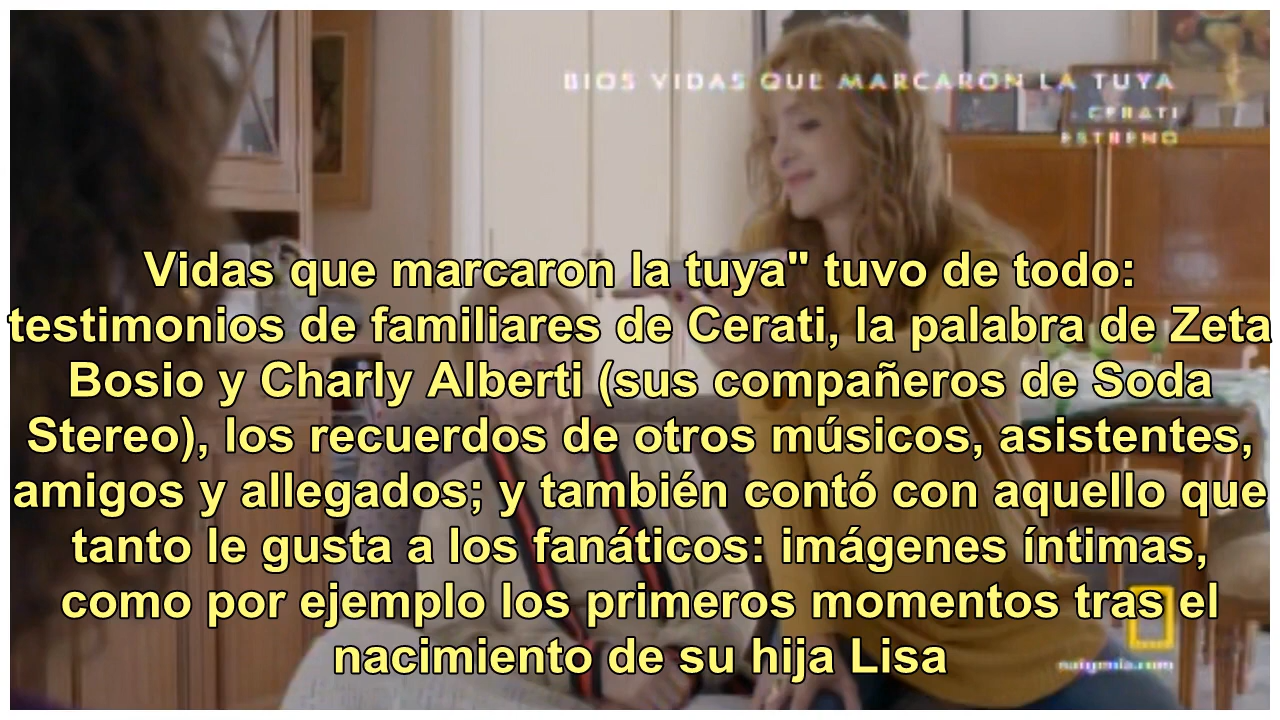 BIOS VIDAS QUE MARCARON LA TUYA
CERATI
ESTRENO
Vidas que marcaron la tuya" tuvo de todo:
testimonios de familiares de Cerati, la palabra de Zeta
Bosio y Charly Alberti (sus compañeros de Soda
Stereo), los recuerdos de otros músicos, asistentes,
amigos y allegados; y también contó con aquello que
tanto le gusta a los fanáticos: imágenes íntimas,
como por ejemplo los primeros momentos tras el
nacimiento de su hija Lisa